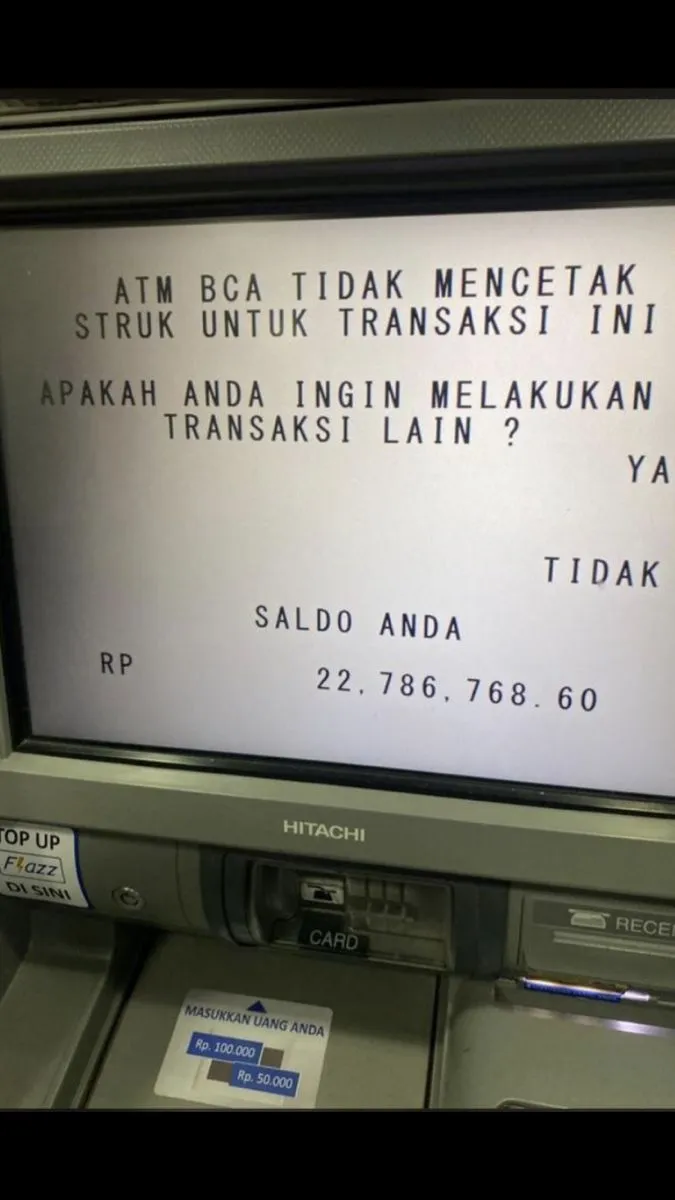 ATM BCA TIDAK MENCETAK
STRUK UNTUK TRANSAKSI INI
APAKAH ANDA INGIN MELAKUKAN
TRANSAKSI LAIN ?
YA
TIDAK
SALDO ANDA
RP 22,786,768.60
HITACHI
TOP UP
Flazz
DI SINI
CARD
RECEI
MASUKKAN UANG ANDA
Rp. 100.000
Rp. 50.000